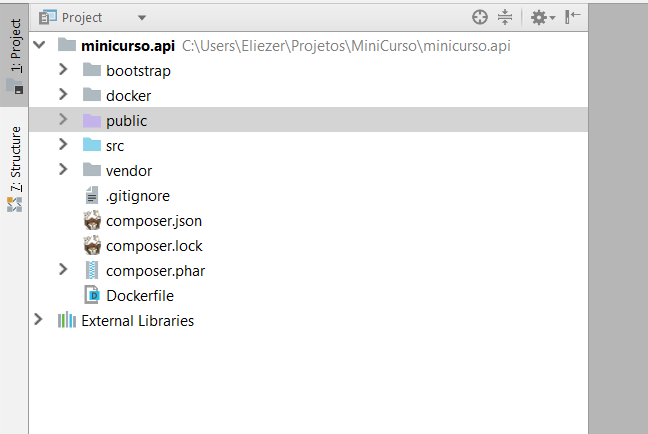 Project
1: Project
7: Structure
minicurso.api C:\Users\Eliezer\Projetos\MiniCurso\minicurso.api
bootstrap
docker
public
src
vendor
.gitignore
composer.json
composer.lock
composer.phar
Dockerfile
External Libraries